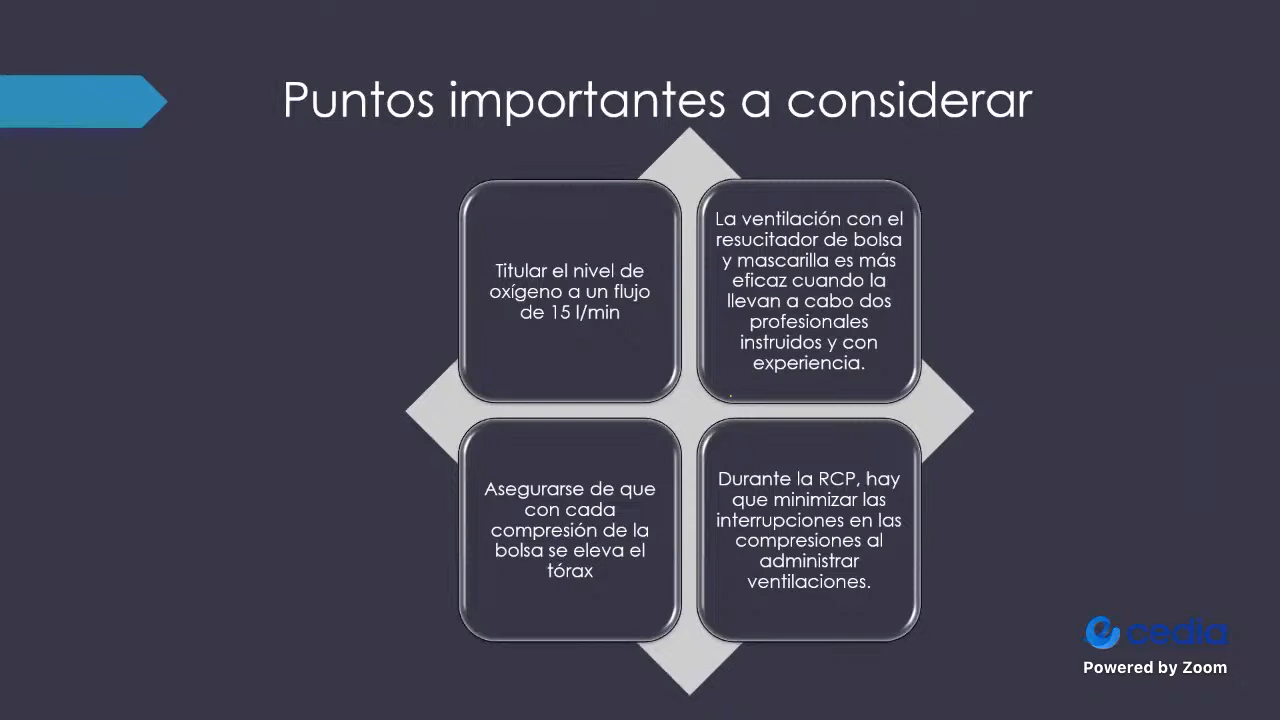 Puntos importantes a considerar
Titular el nivel de
oxígeno a un flujo
de 15 l/min
La ventilación con el
resucitador de bolsa
y mascarilla es más
eficaz cuando la
llevan a cabo dos
profesionales
instruidos y con
experiencia.
Asegurarse de que
con cada
compresión de la
bolsa se eleva el
tórax
Durante la RCP, hay
que minimizar las
interrupciones en las
compresiones al
administrar
ventilaciones.
cedia
Powered by Zoom